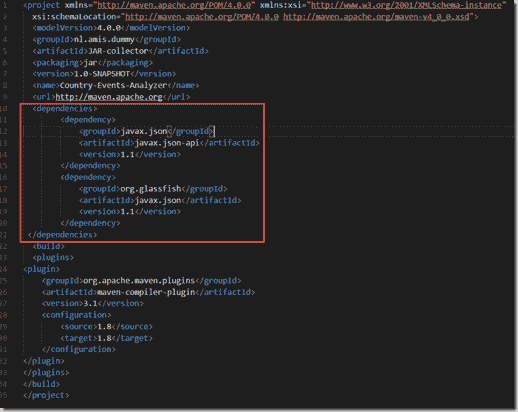 1 <project xmlns="http://maven.apache.org/POM/4.0.0" xmlns:xsi="http://www.w3.org/2001/XMLSchema-instance"
2 xsi:schemaLocation="http://maven.apache.org/POM/4.0.0 http://maven.apache.org/maven-v4_0_0.xsd">
3 <modelVersion>4.0.0</modelVersion>
4 <groupId>nl.amis.dummy</groupId>
5 <artifactId>JAR-collector</artifactId>
6 <packaging>jar</packaging>
7 <version>1.0-SNAPSHOT</version>
8 <name>Country-Events-Analyzer</name>
9 <url>http://maven.apache.org</url>
10 <dependencies>
11 <dependency>
12 <groupId>javax.json</groupId>
13 <artifactId>javax.json-api</artifactId>
14 <version>1.1</version>
15 </dependency>
16 <dependency>
17 <groupId>org.glassfish</groupId>
18 <artifactId>javax.json</artifactId>
19 <version>1.1</version>
20 </dependency>
21 </dependencies>
22 <build>
23 <plugins>
24 <plugin>
25 <groupId>org.apache.maven.plugins</groupId>
26 <artifactId>maven-compiler-plugin</artifactId>
27 <version>3.1</version>
28 <configuration>
29 <source>1.8</source>
30 <target>1.8</target>
31 </configuration>
32 </plugin>
33 </plugins>
34 </build>
35 </project>